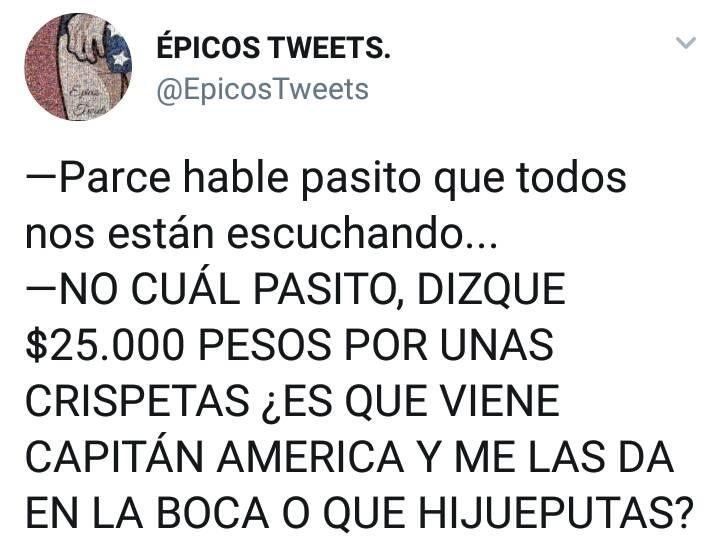 ÉPICOS TWEETS.
@EpicosTweets
—Parce hable pasito que todos
nos están escuchando...
—NO CUÁL PASITO, DIZQUE
$25.000 PESOS POR UNAS
CRISPETAS ¿ES QUE VIENE
CAPITÁN AMERICA Y ME LAS DA
EN LA BOCA O QUE HIJUEPUTAS?